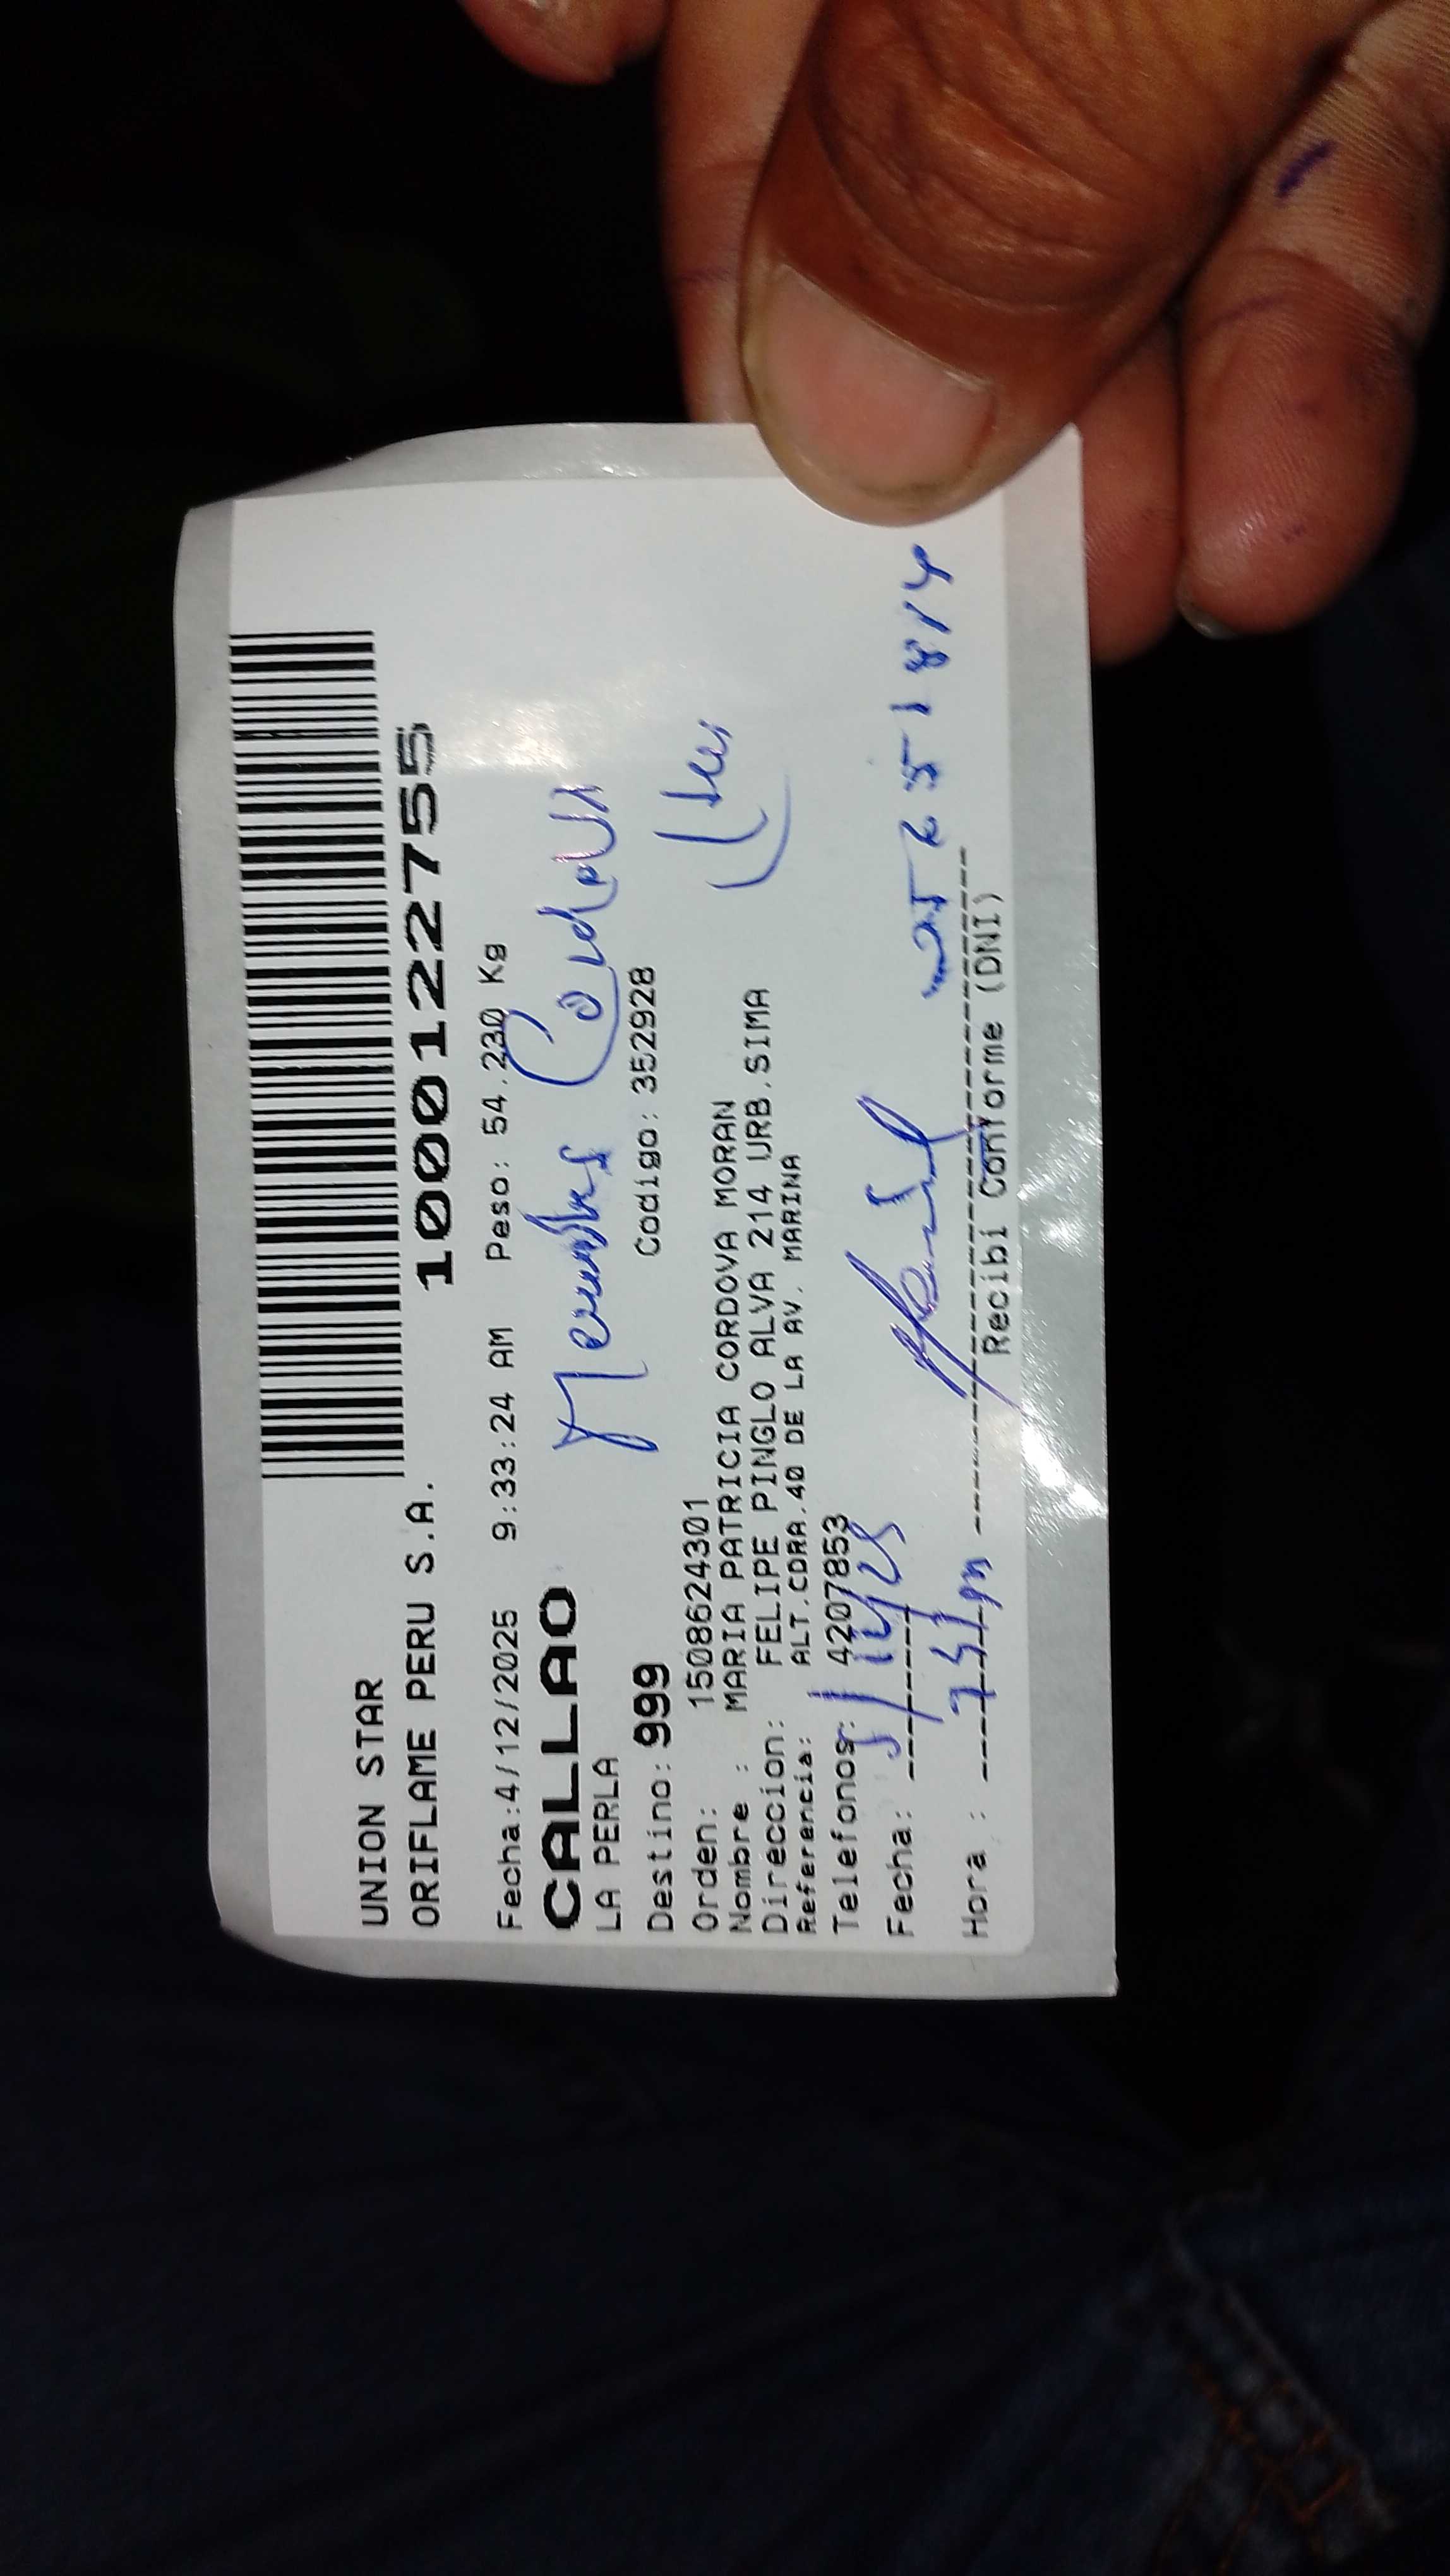 UNION STAR
ORIFLAME PERU S.A.
1000122755
Fecha:4/12/2025 9:33:24 AM Peso: 54.230 Kg
CALLAO
LA PERLA
Cordova
Destino: 999 Codigo: 352928
Orden: 1508624301
Nombre : MARIA PATRICIA CORDOVA MORAN
Direccion: FELIPE PINGLO ALVA 214 URB.SIMA
Referencia: ALT.CDRA.40 DE LA AV. MARINA
Telefonos: 4207853
Fecha:
Hora :
Recibi Conforme (DNI)